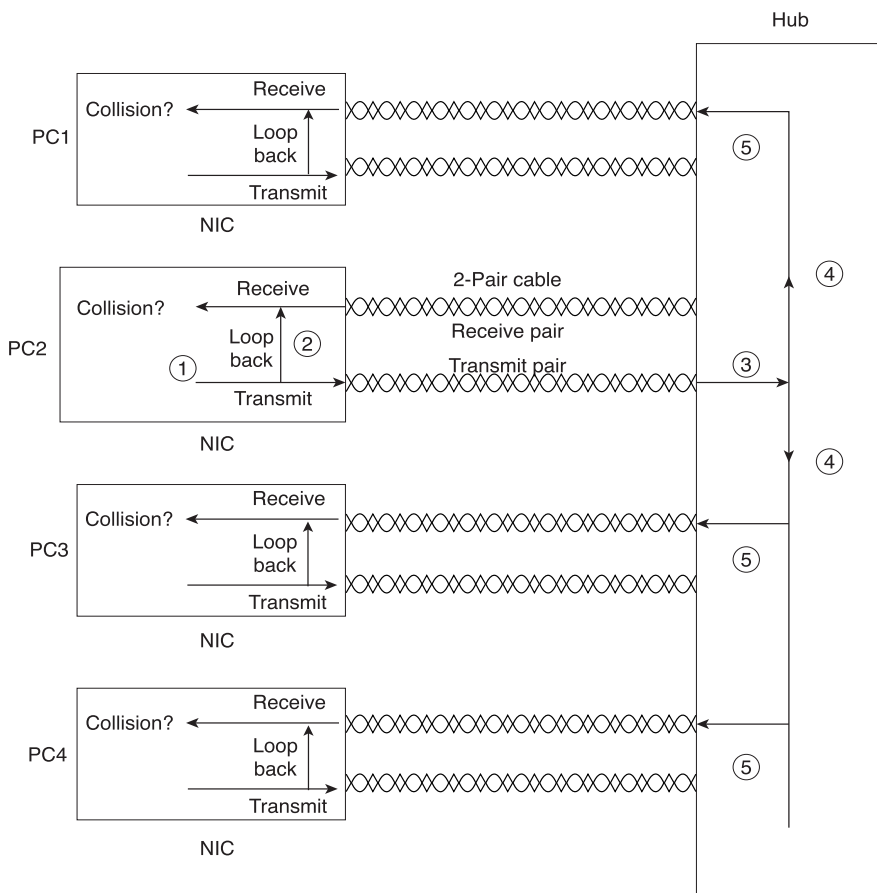 Hub
Receive
Collision?
Loop
back
5
PC1
Transmit
NIC
4
2-Pair cable
Receive
Collision?
Receive pair
Loop
back
2
PC2
1
Transmit pair
3
Transmit
NIC
4
Receive
Collision?
Loop
back
5
PC3
Transmit
NIC
Receive
Collision?
Loop
back
5
PC4
Transmit
NIC